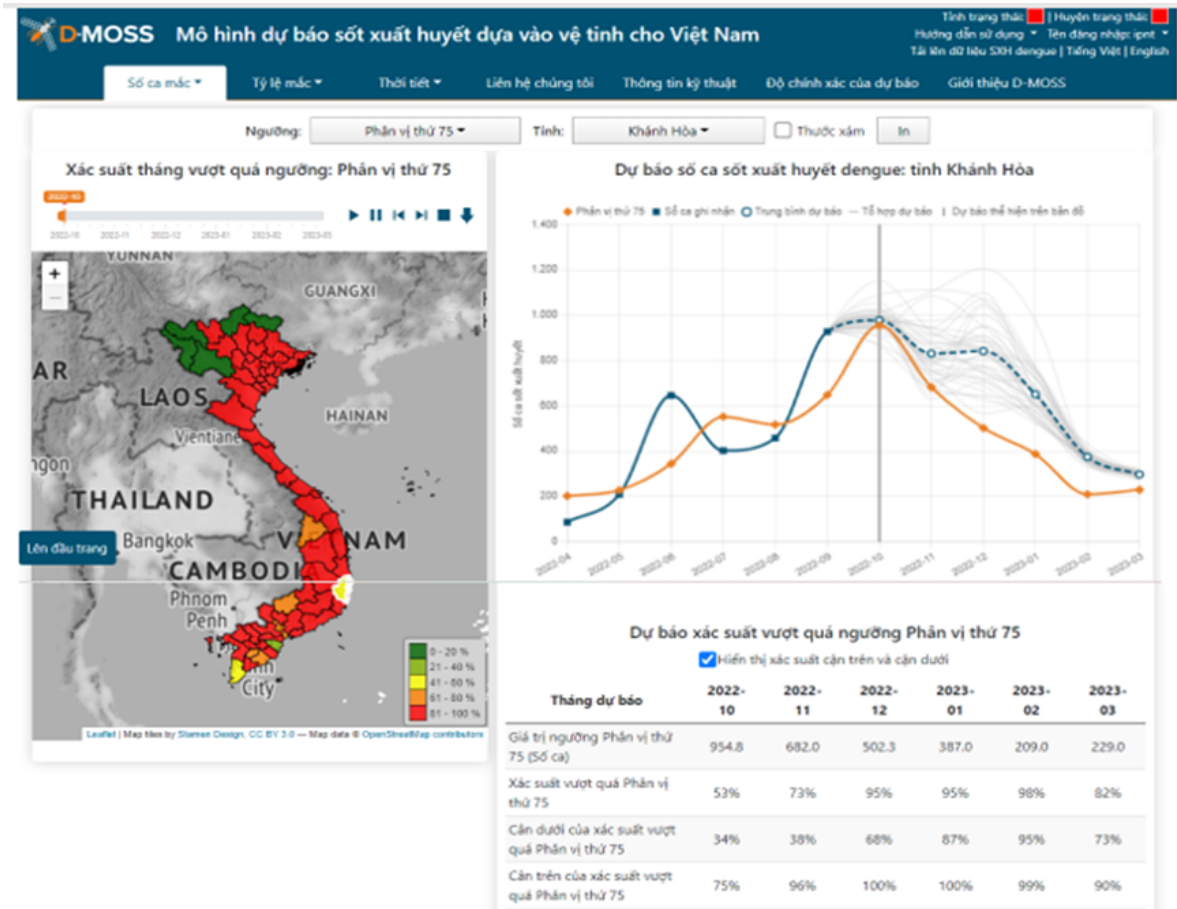 D-MOSS Mô hình dự báo sốt xuất huyết dựa vào vệ tinh cho Việt Nam
Tình trạng thái: | Huyện trạng thái:
Hướng dẫn sử dụng Tên đăng nhập: ipnt
Tải lên dữ liệu SXH dengue | Tiếng Việt | English
Số ca mắc Tỷ lệ mắc Thời tiết Liên hệ chúng tôi Thông tin kỹ thuật Độ chính xác của dự báo Giới thiệu D-MOSS
Ngưỡng: Phân vị thứ 75 Tỉnh: Khánh Hòa Thước xám In
Xác suất tháng vượt quá ngưỡng: Phân vị thứ 75
2022-10
2022-10 2022-11 2022-12 2023-01 2023-02 2023-03
+
−
YUNNAN
GUANGXI
AR
LAOS
HAINAN
Vientiane
ngon
THAILAND
Bangkok
VIETNAM
CAMBODI
Phnom
Penh
City
Lên đầu trang
0 - 20 %
21 - 40 %
41 - 60 %
61 - 80 %
81 - 100 %
Leaflet | Map tiles by Stamen Design, CC BY 3.0 — Map data © OpenStreetMap contributors
Dự báo số ca sốt xuất huyết dengue: tỉnh Khánh Hòa
Phân vị thứ 75 Số ca ghi nhận Trung bình dự báo Tổ hợp dự báo Dự báo thể hiện trên bản đồ
Số ca sốt xuất huyết
1.400
1.200
1.000
800
600
400
200
0
2022-04 2022-05 2022-06 2022-07 2022-08 2022-09 2022-10 2022-11 2022-12 2023-01 2023-02 2023-03
Dự báo xác suất vượt quá ngưỡng Phân vị thứ 75
Hiển thị xác suất cận trên và cận dưới
Tháng dự báo 2022-10 2022-11 2022-12 2023-01 2023-02 2023-03
Giá trị ngưỡng Phân vị thứ
75 (Số ca) 954.8 682.0 502.3 387.0 209.0 229.0
Xác suất vượt quá Phân vị
thứ 75 53% 73% 95% 95% 98% 82%
Cận dưới của xác suất vượt
quá Phân vị thứ 75 34% 38% 68% 87% 95% 73%
Cận trên của xác suất vượt
quá Phân vị thứ 75 75% 96% 100% 100% 99% 90%